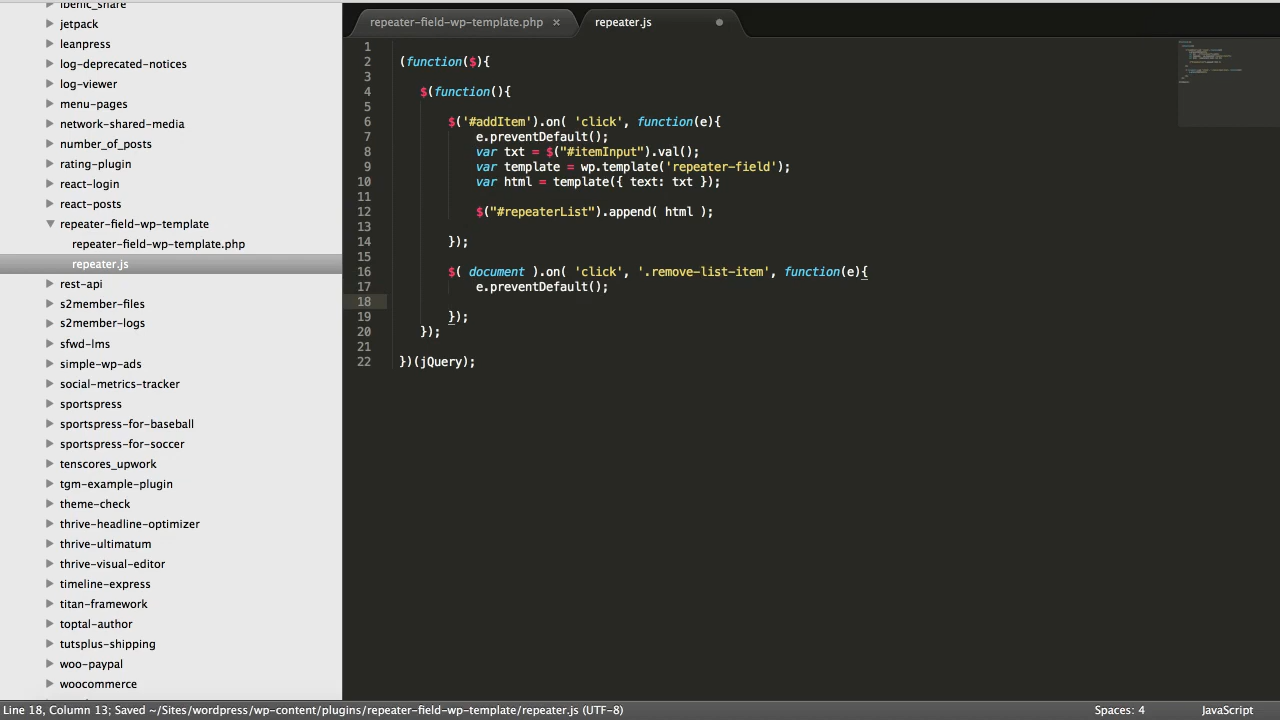 ibenic_share
jetpack
leanpress
log-deprecated-notices
log-viewer
menu-pages
network-shared-media
number_of_posts
rating-plugin
react-login
react-posts
repeater-field-wp-template
repeater-field-wp-template.php
repeater.js
rest-api
s2member-files
s2member-logs
sfwd-lms
simple-wp-ads
social-metrics-tracker
sportspress
sportspress-for-baseball
sportspress-for-soccer
tenscores_upwork
tgm-example-plugin
theme-check
thrive-headline-optimizer
thrive-ultimatum
thrive-visual-editor
timeline-express
titan-framework
toptal-author
tutsplus-shipping
woo-paypal
woocommerce
repeater-field-wp-template.php ×
repeater.js
1
2 (function($){
3
4 $(function(){
5
6 $('#addItem').on( 'click', function(e){
7 e.preventDefault();
8 var txt = $("#itemInput").val();
9 var template = wp.template('repeater-field');
10 var html = template({ text: txt });
11
12 $("#repeaterList").append( html );
13
14 });
15
16 $( document ).on( 'click', '.remove-list-item', function(e){
17 e.preventDefault();
18
19 });
20 });
21
22 })(jQuery);
Line 18, Column 13; Saved ~/Sites/wordpress/wp-content/plugins/repeater-field-wp-template/repeater.js (UTF-8)
Spaces: 4
JavaScript